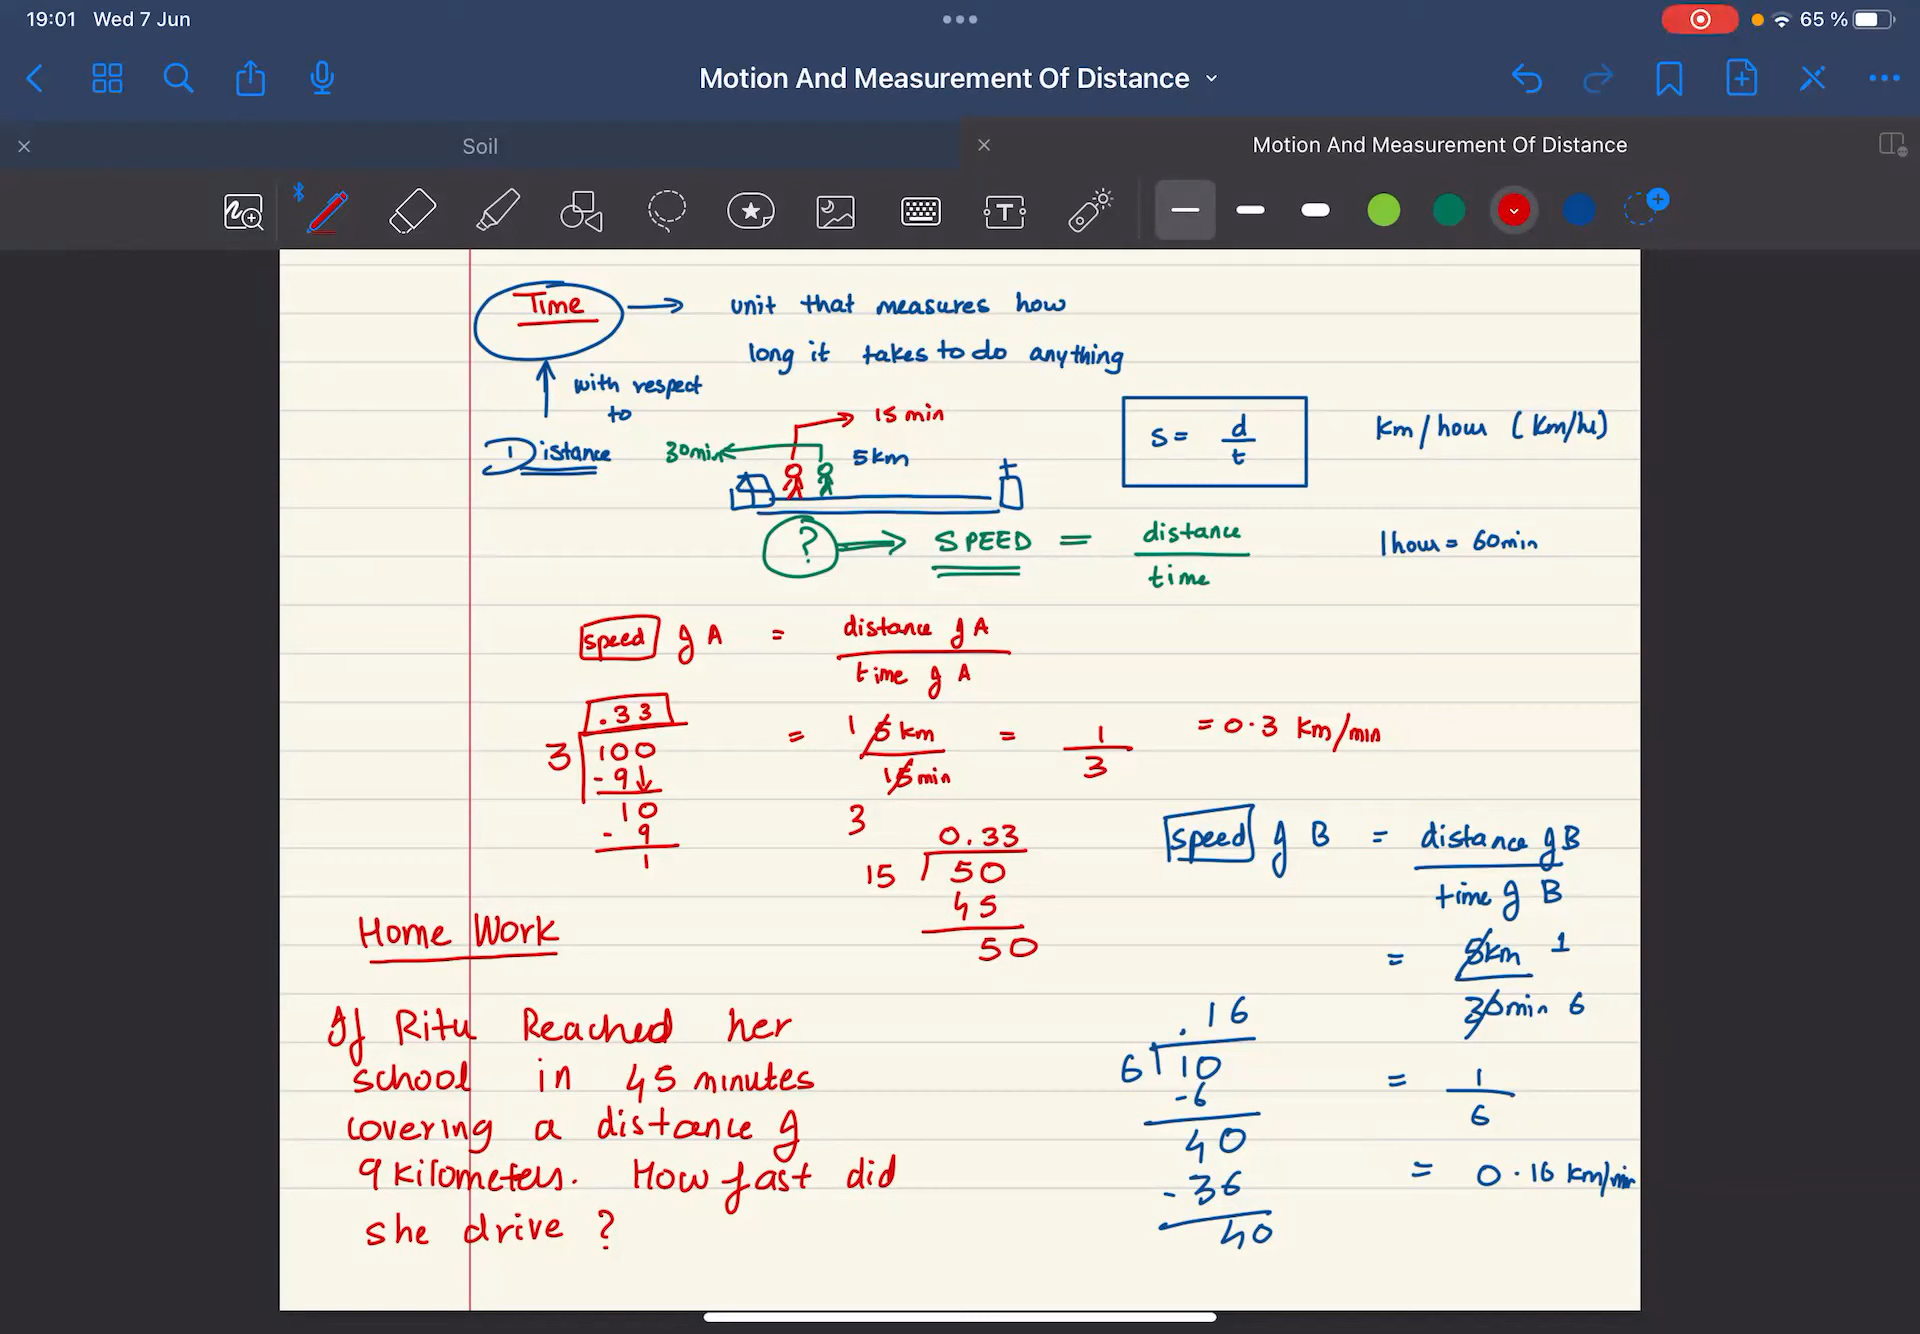 19:01 Wed 7 Jun
65 %
Motion And Measurement Of Distance
Soil
Motion And Measurement Of Distance
Time → unit that measures how
long it takes to do anything
with respect
to
Distance
15 min
30min
5km
S = d/t
Km/hour (Km/hr)
? → SPEED = distance/time
1hour = 60min
speed of A = distance of A/time of A
.33
3 100
- 9↓
10
- 9
1
= 1 5 km/15 min 3 = 1/3 = 0.3 km/min
0.33
15 50
45
50
speed of B = distance of B/time of B
= 5km 1/30min 6
= 1/6
= 0.16 km/min
.16
6 10
-6
40
-36
40
Home Work
If Ritu Reached her
school in 45 minutes
covering a distance of
9 kilometers. How fast did
she drive ?